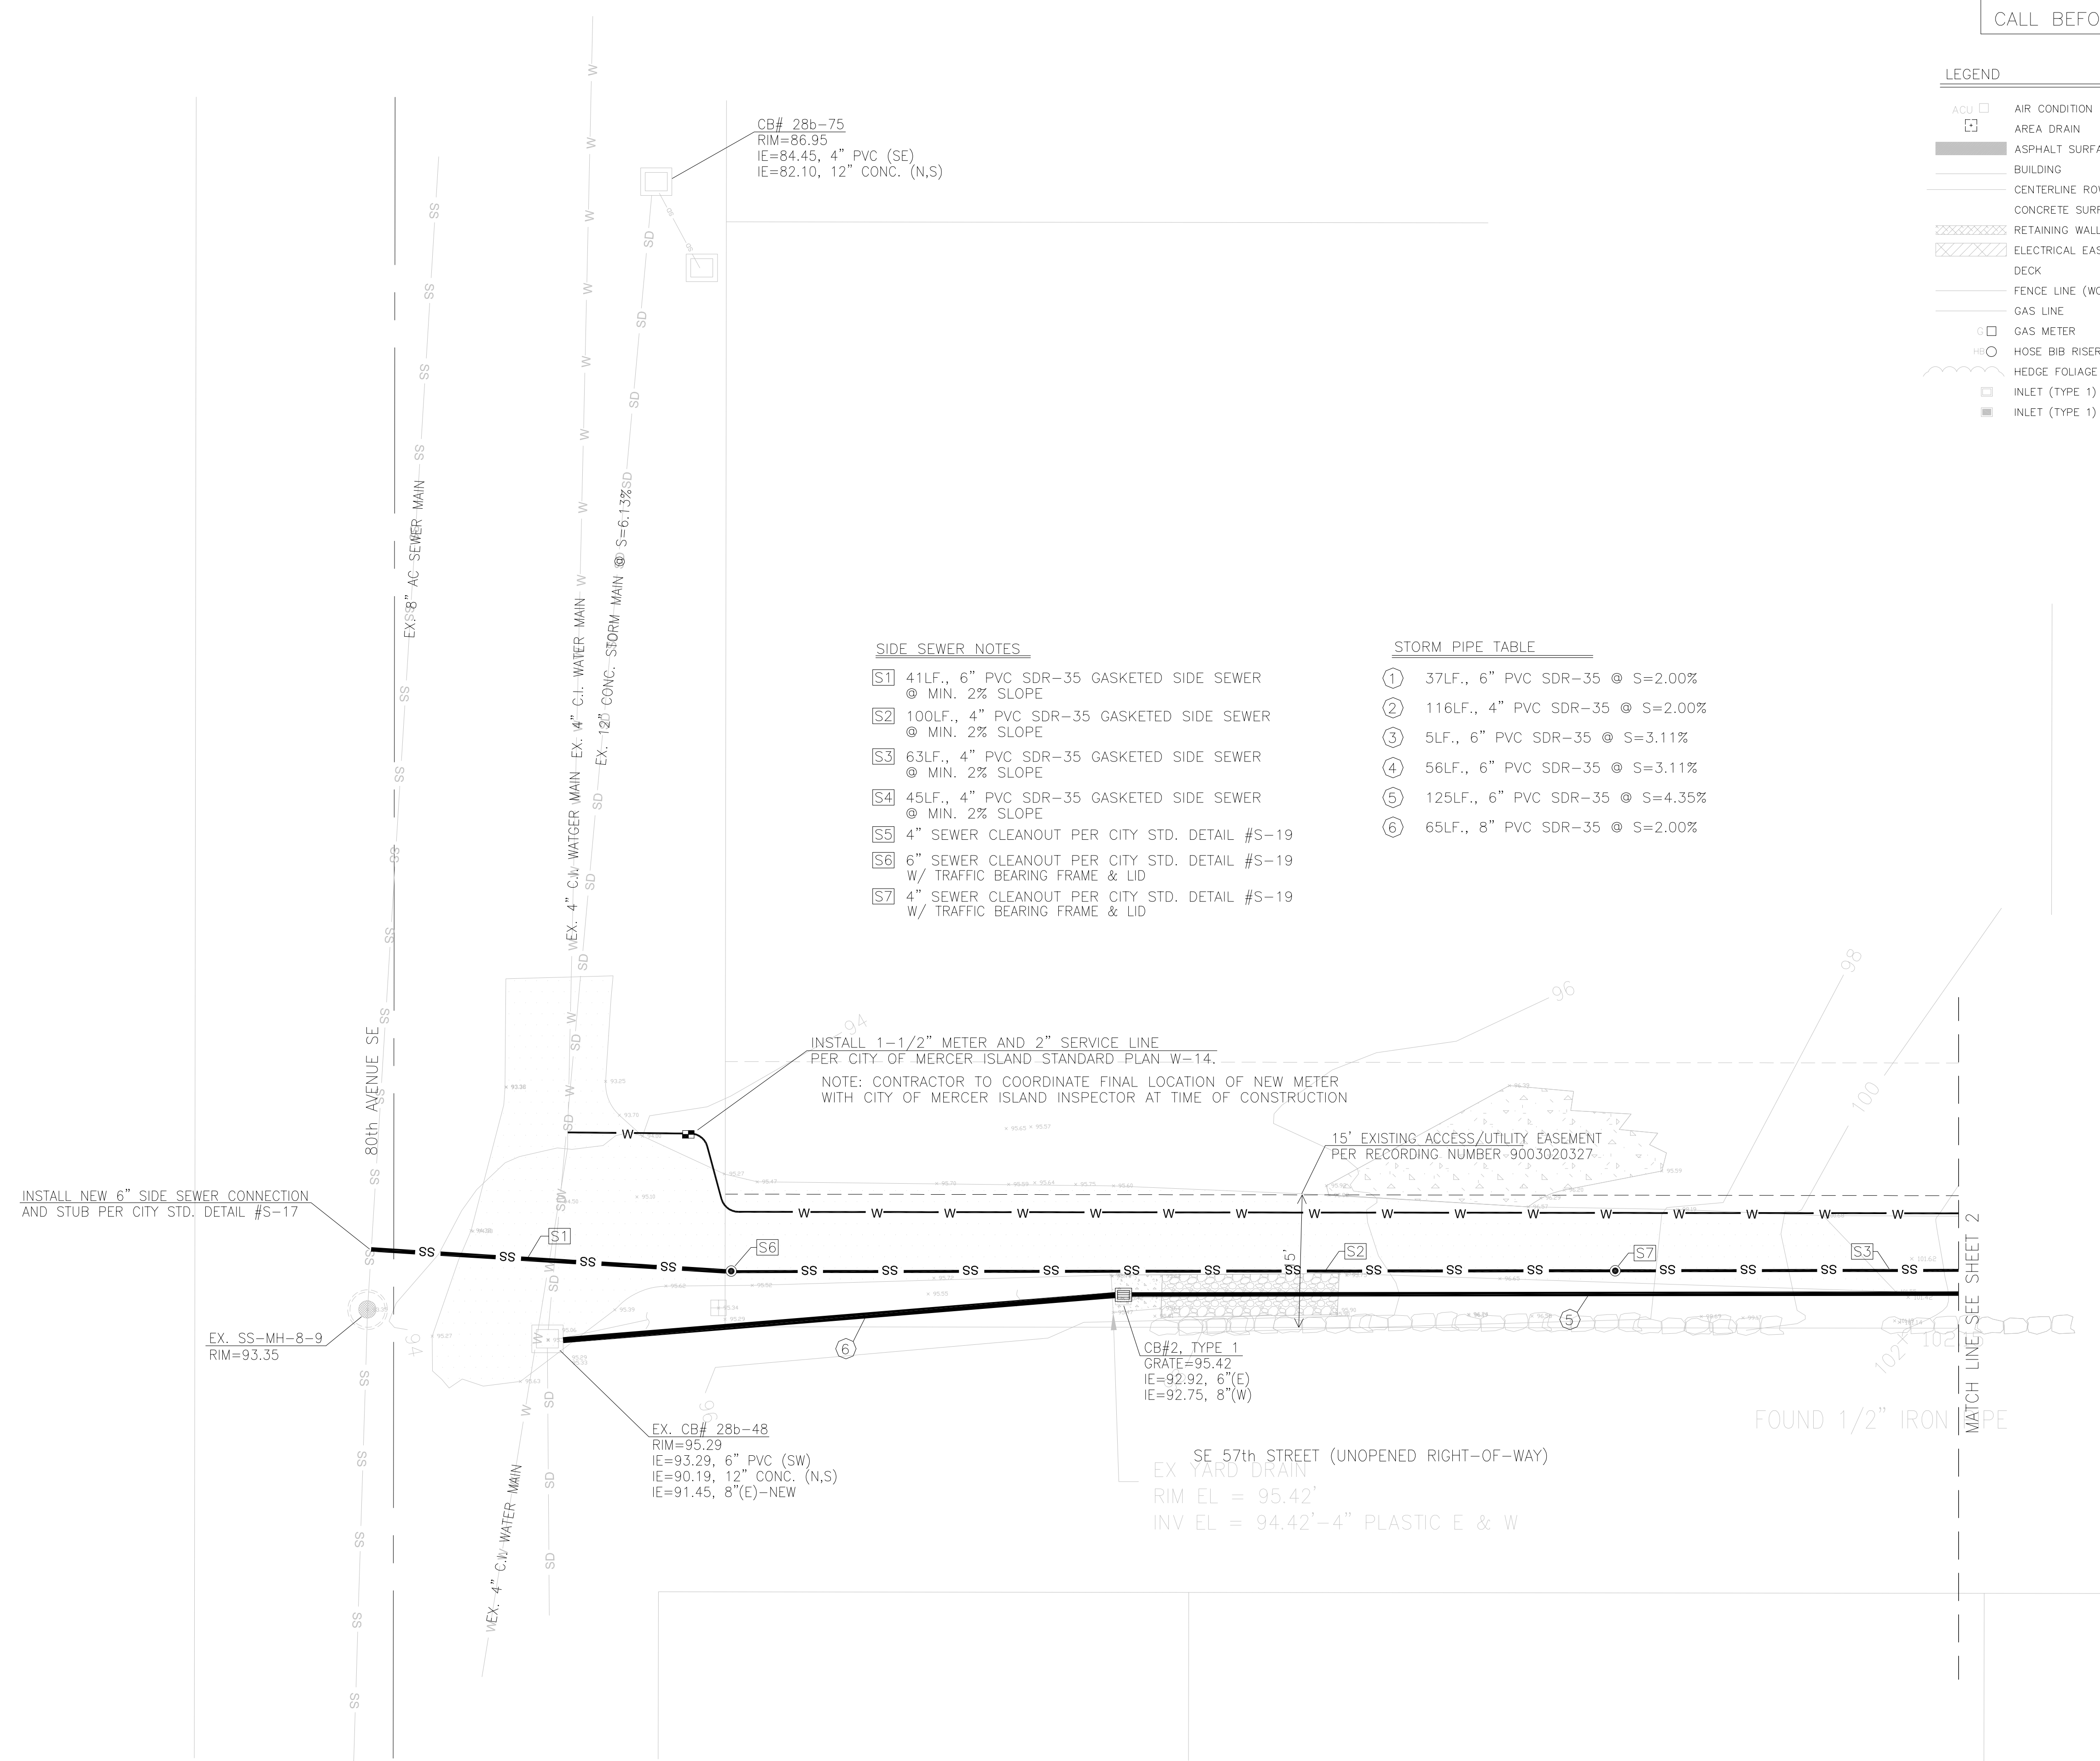 CALL BEFO
LEGEND
ACU
AIR CONDITION
AREA DRAIN
ASPHALT SURFA
BUILDING
CENTERLINE ROW
CONCRETE SURF
RETAINING WALL
ELECTRICAL EAS
DECK
FENCE LINE (WO
GAS LINE
G
GAS METER
HB
HOSE BIB RISER
HEDGE FOLIAGE
INLET (TYPE 1)
INLET (TYPE 1)
CB# 28b-75
RIM=86.95
IE=84.45, 4" PVC (SE)
IE=82.10, 12" CONC. (N,S)
EX. 8" AC SEWER MAIN
EX. 4" C.I. WATGER MAIN
EX. 4" C.I. WATER MAIN
EX. 12" CONC. STORM MAIN @ S=6.13%
SIDE SEWER NOTES
S1 41LF., 6" PVC SDR-35 GASKETED SIDE SEWER
@ MIN. 2% SLOPE
S2 100LF., 4" PVC SDR-35 GASKETED SIDE SEWER
@ MIN. 2% SLOPE
S3 63LF., 4" PVC SDR-35 GASKETED SIDE SEWER
@ MIN. 2% SLOPE
S4 45LF., 4" PVC SDR-35 GASKETED SIDE SEWER
@ MIN. 2% SLOPE
S5 4" SEWER CLEANOUT PER CITY STD. DETAIL #S-19
S6 6" SEWER CLEANOUT PER CITY STD. DETAIL #S-19
W/ TRAFFIC BEARING FRAME & LID
S7 4" SEWER CLEANOUT PER CITY STD. DETAIL #S-19
W/ TRAFFIC BEARING FRAME & LID
STORM PIPE TABLE
1 37LF., 6" PVC SDR-35 @ S=2.00%
2 116LF., 4" PVC SDR-35 @ S=2.00%
3 5LF., 6" PVC SDR-35 @ S=3.11%
4 56LF., 6" PVC SDR-35 @ S=3.11%
5 125LF., 6" PVC SDR-35 @ S=4.35%
6 65LF., 8" PVC SDR-35 @ S=2.00%
94
96
98
100
80th AVENUE SE
INSTALL 1-1/2" METER AND 2" SERVICE LINE
PER CITY OF MERCER ISLAND STANDARD PLAN W-14.
NOTE: CONTRACTOR TO COORDINATE FINAL LOCATION OF NEW METER
WITH CITY OF MERCER ISLAND INSPECTOR AT TIME OF CONSTRUCTION
15' EXISTING ACCESS/UTILITY EASEMENT
PER RECORDING NUMBER 9003020327
INSTALL NEW 6" SIDE SEWER CONNECTION
AND STUB PER CITY STD. DETAIL #S-17
S1
S6
S2
S7
S3
MATCH LINE SEE SHEET 2
EX. SS-MH-8-9
RIM=93.35
94
6
5
102
102
96
CB#2, TYPE 1
GRATE=95.42
IE=92.92, 6"(E)
IE=92.75, 8"(W)
EX. CB# 28b-48
RIM=95.29
IE=93.29, 6" PVC (SW)
IE=90.19, 12" CONC. (N,S)
IE=91.45, 8"(E)-NEW
FOUND 1/2" IRON PIPE
SE 57th STREET (UNOPENED RIGHT-OF-WAY)
EX YARD DRAIN
RIM EL = 95.42'
INV EL = 94.42'-4" PLASTIC E & W
EX. 4" C.I. WATER MAIN